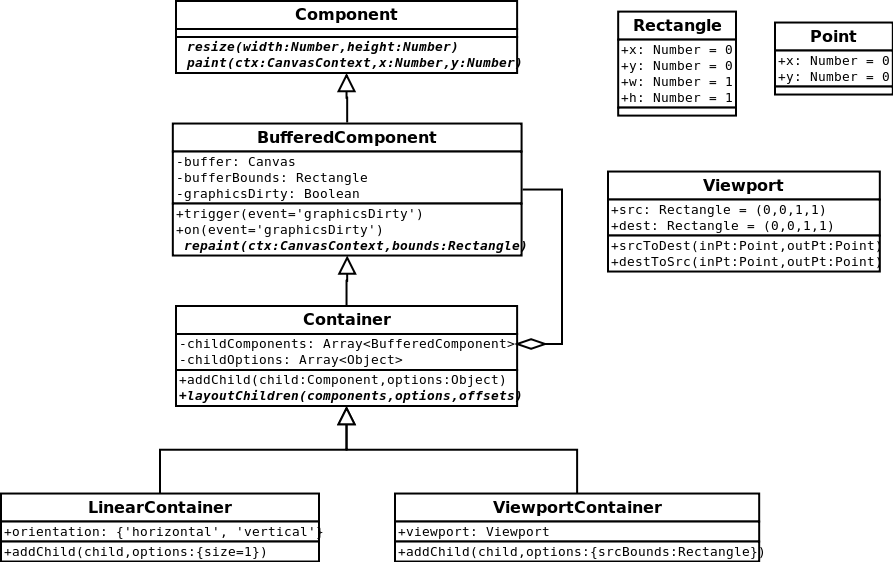 Component
resize(width:Number,height:Number)
paint(ctx:CanvasContext,x:Number,y:Number)
BufferedComponent
-buffer: Canvas
-bufferBounds: Rectangle
-graphicsDirty: Boolean
+trigger(event='graphicsDirty')
+on(event='graphicsDirty')
repaint(ctx:CanvasContext,bounds:Rectangle)
Container
-childComponents: Array<BufferedComponent>
-childOptions: Array<Object>
+addChild(child:Component,options:Object)
+layoutChildren(components,options,offsets)
LinearContainer
+orientation: {'horizontal', 'vertical'}
+addChild(child,options:{size=1})
ViewportContainer
+viewport: Viewport
+addChild(child,options:{srcBounds:Rectangle})
Rectangle
+x: Number = 0
+y: Number = 0
+w: Number = 1
+h: Number = 1
Point
+x: Number = 0
+y: Number = 0
Viewport
+src: Rectangle = (0,0,1,1)
+dest: Rectangle = (0,0,1,1)
+srcToDest(inPt:Point,outPt:Point)
+destToSrc(inPt:Point,outPt:Point)